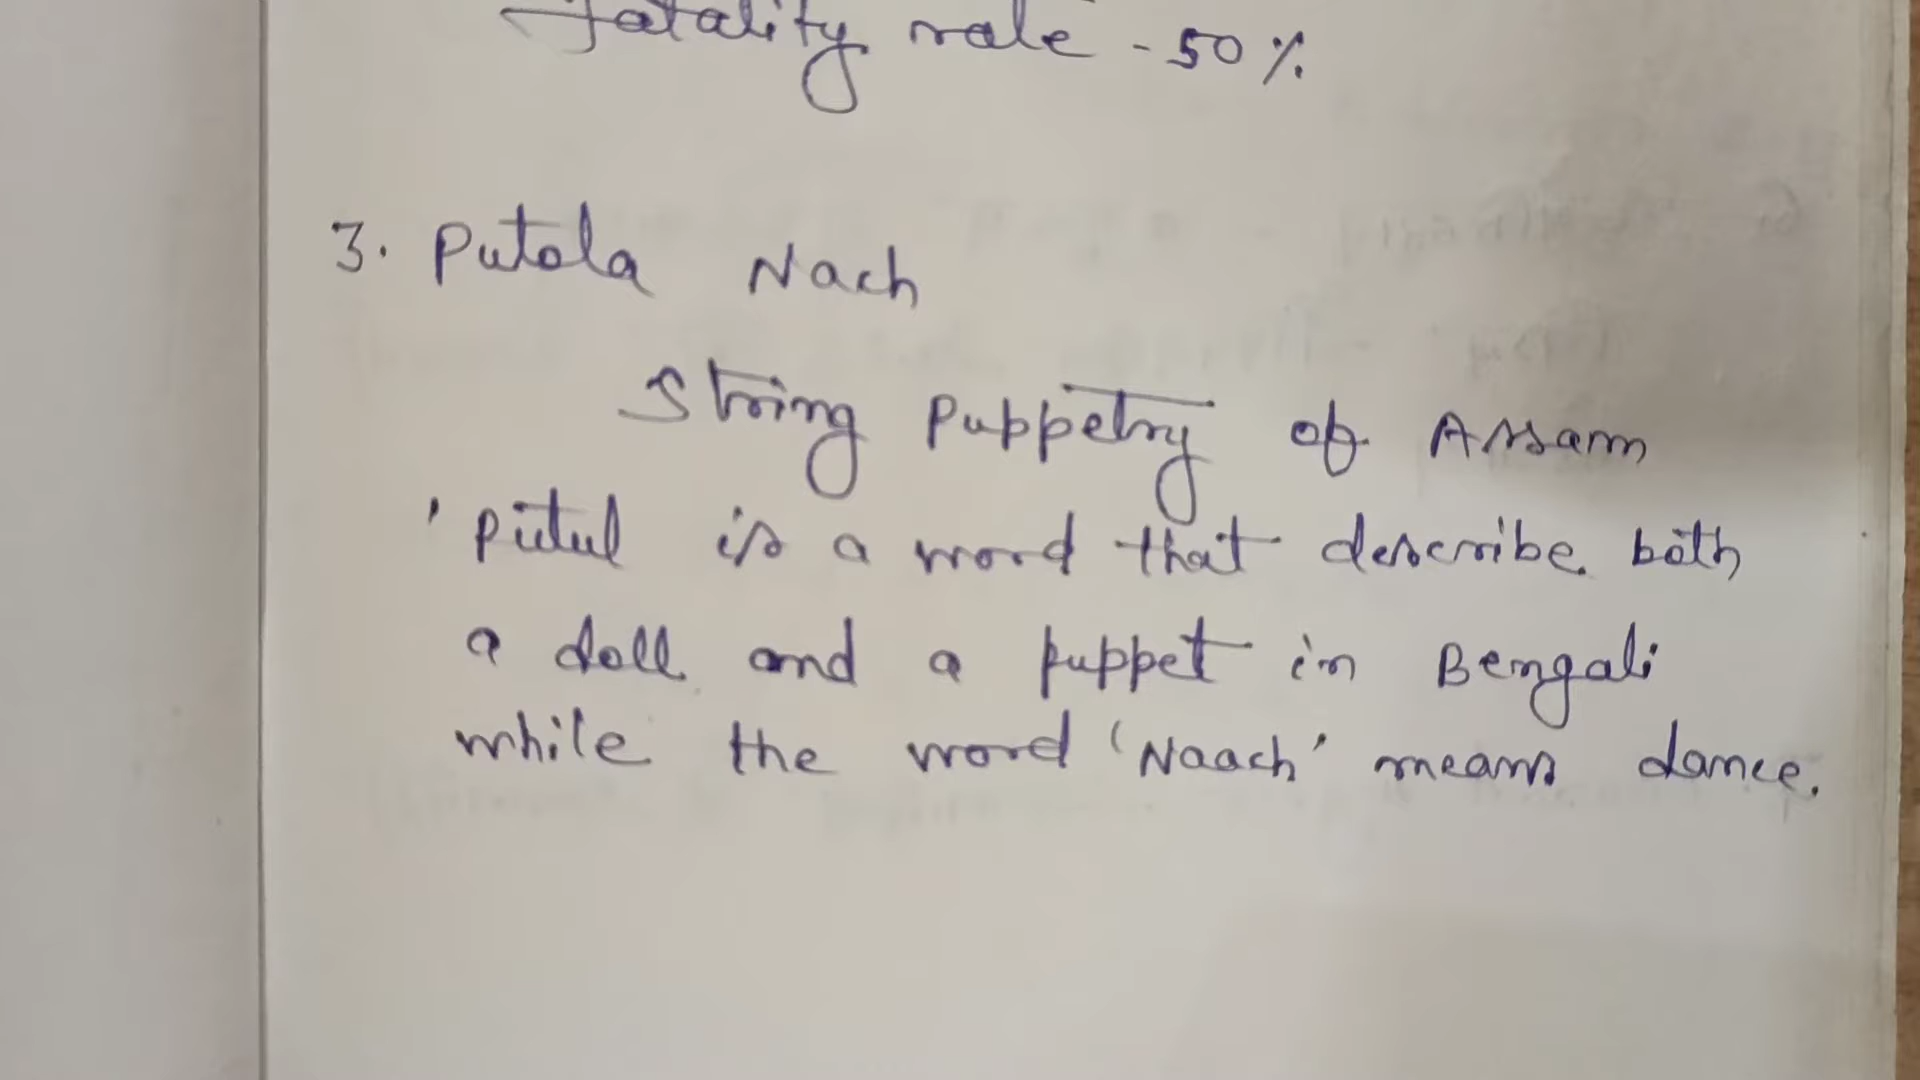 Fatality rate - 50%
3. Putola Nach
String Puppetry of Assam
'Putul is a word that describe both
a doll and a puppet in Bengali
while the word 'Naach' means dance.